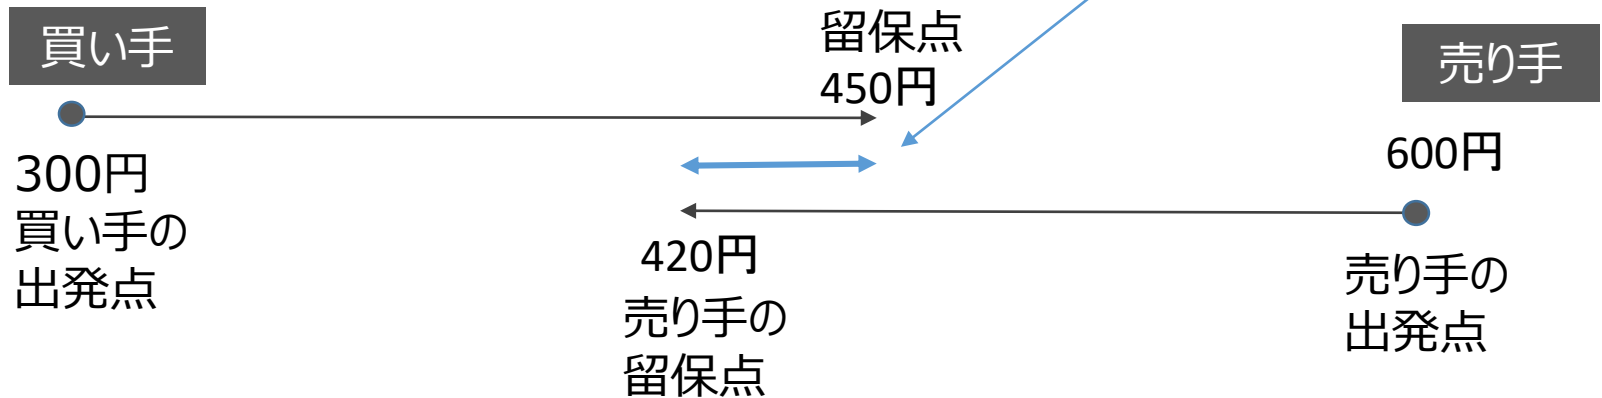 買い手
留保点
450円
売り手
300円
買い手の
出発点
600円
420円
売り手の
留保点
売り手の
出発点